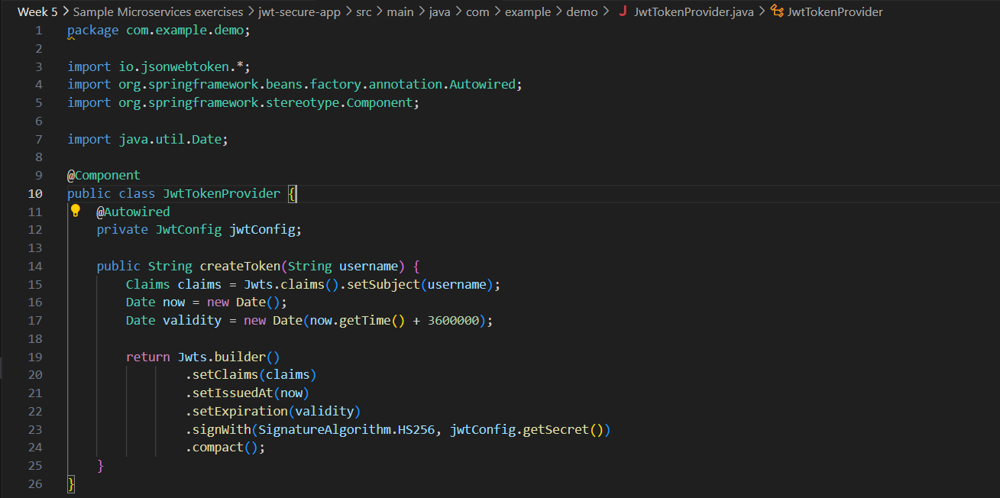 Week 5 > Sample Microservices exercises > jwt-secure-app > src > main > java > com > example > demo > J JwtTokenProvider.java > JwtTokenProvider
1 package com.example.demo;
2
3 import io.jsonwebtoken.*;
4 import org.springframework.beans.factory.annotation.Autowired;
5 import org.springframework.stereotype.Component;
6
7 import java.util.Date;
8
9 @Component
10 public class JwtTokenProvider {
11     @Autowired
12     private JwtConfig jwtConfig;
13
14     public String createToken(String username) {
15         Claims claims = Jwts.claims().setSubject(username);
16         Date now = new Date();
17         Date validity = new Date(now.getTime() + 3600000);
18
19         return Jwts.builder()
20                 .setClaims(claims)
21                 .setIssuedAt(now)
22                 .setExpiration(validity)
23                 .signWith(SignatureAlgorithm.HS256, jwtConfig.getSecret())
24                 .compact();
25     }
26 }